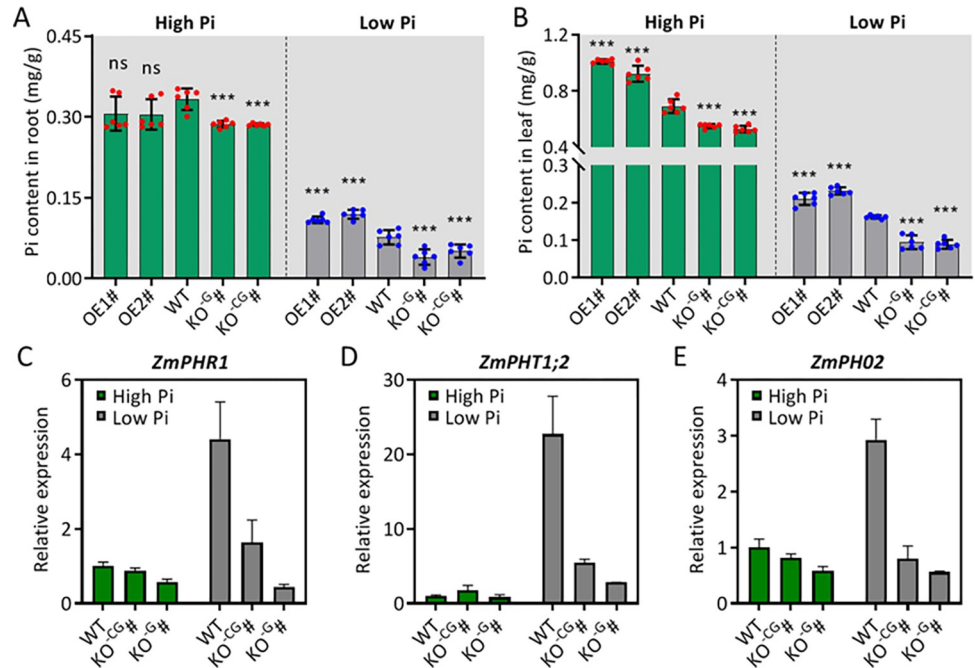 A
High Pi
Low Pi
Pi content in root (mg/g)
0.45
0.30
0.15
0.00
ns
ns
***
***
***
***
***
***
OE1#
OE2#
WT
KO-G#
KO-CG#
OE1#
OE2#
WT
KO-G#
KO-CG#
B
High Pi
Low Pi
Pi content in leaf (mg/g)
1.2
0.8
0.4
0.3
0.2
0.1
0.0
***
***
***
***
***
***
***
***
OE1#
OE2#
WT
KO-G#
KO-CG#
OE1#
OE2#
WT
KO-G#
KO-CG#
C
ZmPHR1
Relative expression
6
4
2
0
High Pi
Low Pi
WT
KO-CG#
KO-G#
WT
KO-CG#
KO-G#
D
ZmPHT1;2
Relative expression
30
20
10
0
High Pi
Low Pi
WT
KO-CG#
KO-G#
WT
KO-CG#
KO-G#
E
ZmPH02
Relative expression
4
3
2
1
0
High Pi
Low Pi
WT
KO-CG#
KO-G#
WT
KO-CG#
KO-G#